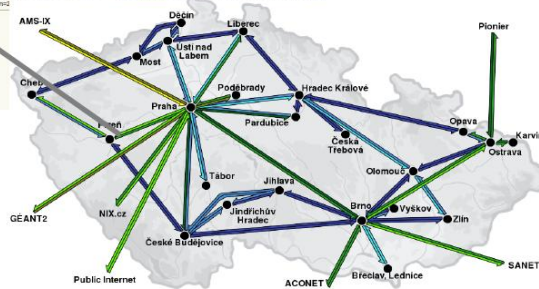 AMS-IX
Děčín
Liberec
Pionier
Ústí nad
Labem
Most
Cheb
Poděbrady
Hradec Králové
Praha
Pardubice
Opava
Karvin
Plzeň
Česká
Třebová
Ostrava
Olomouc
Tábor
Jihlava
GÉANT2
NIX.cz
Jindřichův
Hradec
Brno
Vyškov
Zlín
České Budějovice
Public Internet
ACONET
Břeclav, Lednice
SANET